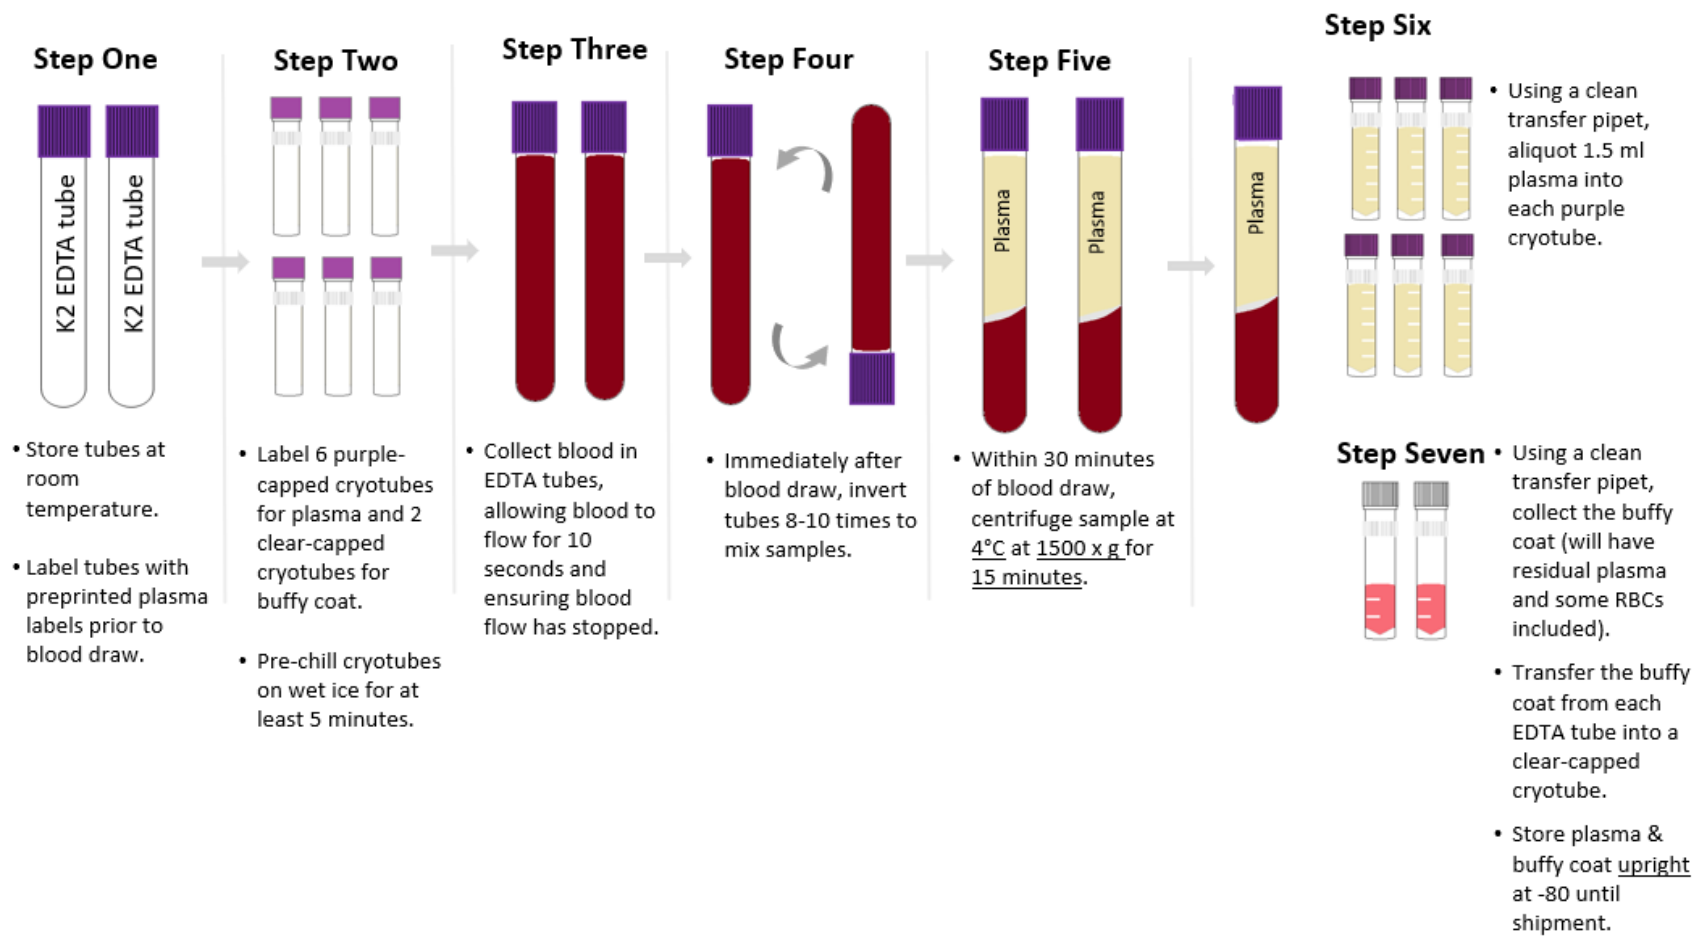 Step One
K2 EDTA tube
K2 EDTA tube
• Store tubes at
room
temperature.
• Label tubes with
preprinted plasma
labels prior to
blood draw.
Step Two
• Label 6 purple-
capped cryotubes
for plasma and 2
clear-capped
cryotubes for
buffy coat.
• Pre-chill cryotubes
on wet ice for at
least 5 minutes.
Step Three
• Collect blood in
EDTA tubes,
allowing blood to
flow for 10
seconds and
ensuring blood
flow has stopped.
Step Four
• Immediately after
blood draw, invert
tubes 8-10 times to
mix samples.
Step Five
Plasma
Plasma
• Within 30 minutes
of blood draw,
centrifuge sample at
4°C at 1500 x g for
15 minutes.
Plasma
Step Six
• Using a clean
transfer pipet,
aliquot 1.5 ml
plasma into
each purple
cryotube.
Step Seven
• Using a clean
transfer pipet,
collect the buffy
coat (will have
residual plasma
and some RBCs
included).
• Transfer the buffy
coat from each
EDTA tube into a
clear-capped
cryotube.
• Store plasma &
buffy coat upright
at -80 until
shipment.